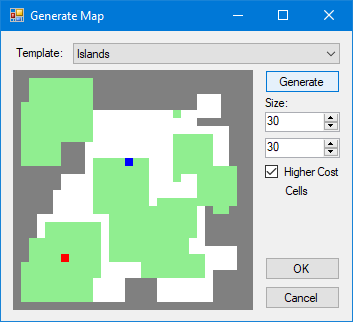 Generate Map
Template:
Islands
Generate
Size:
30
30
Higher Cost
Cells
OK
Cancel